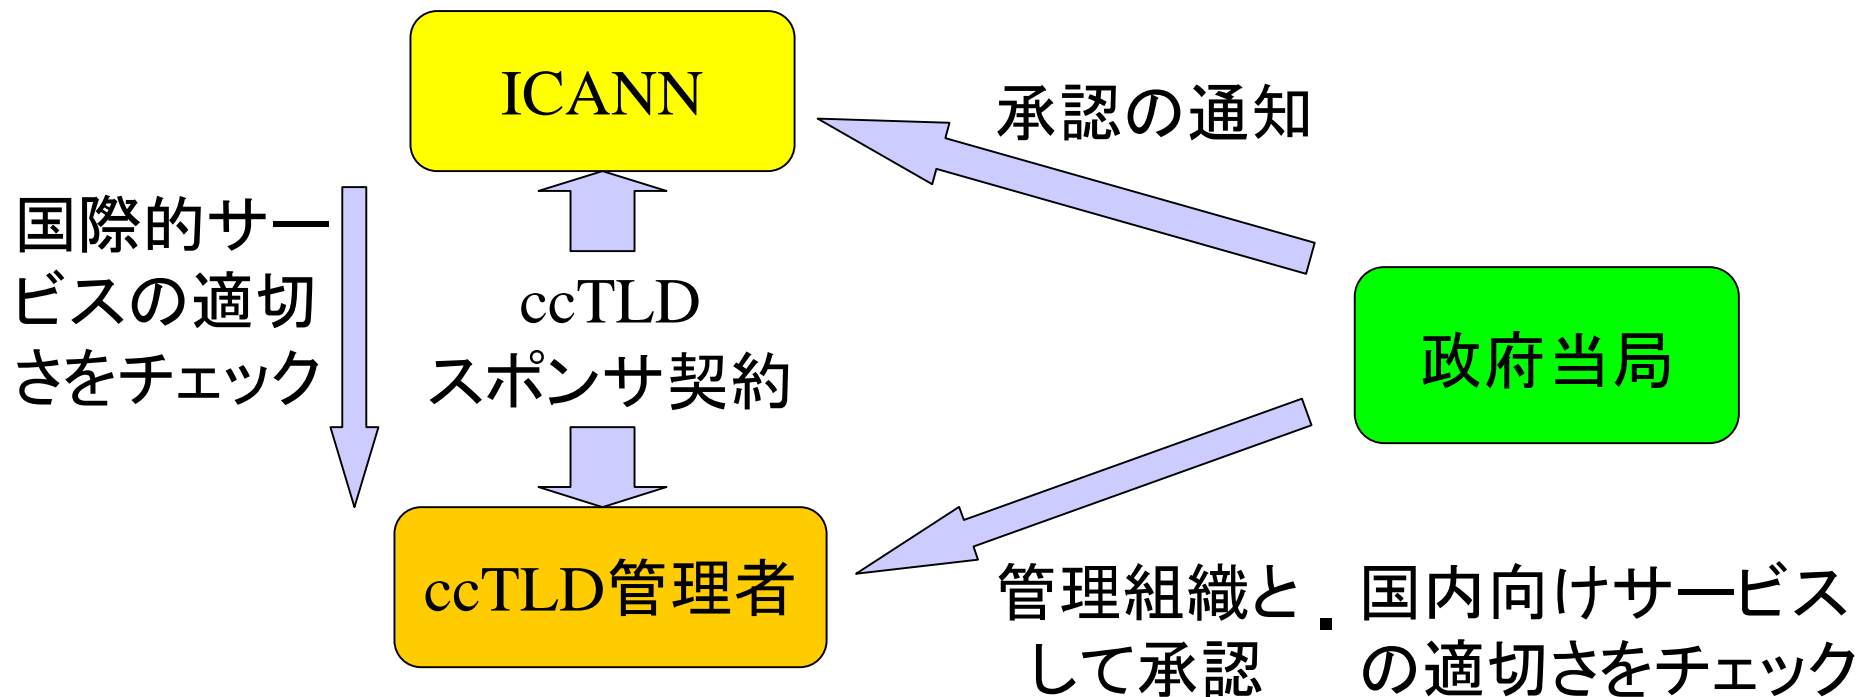 ICANN
承認の通知
国際的サー
ビスの適切
さをチェック
ccTLD
スポンサ契約
政府当局
ccTLD管理者
管理組織と
して承認
・
国内向けサービス
の適切さをチェック